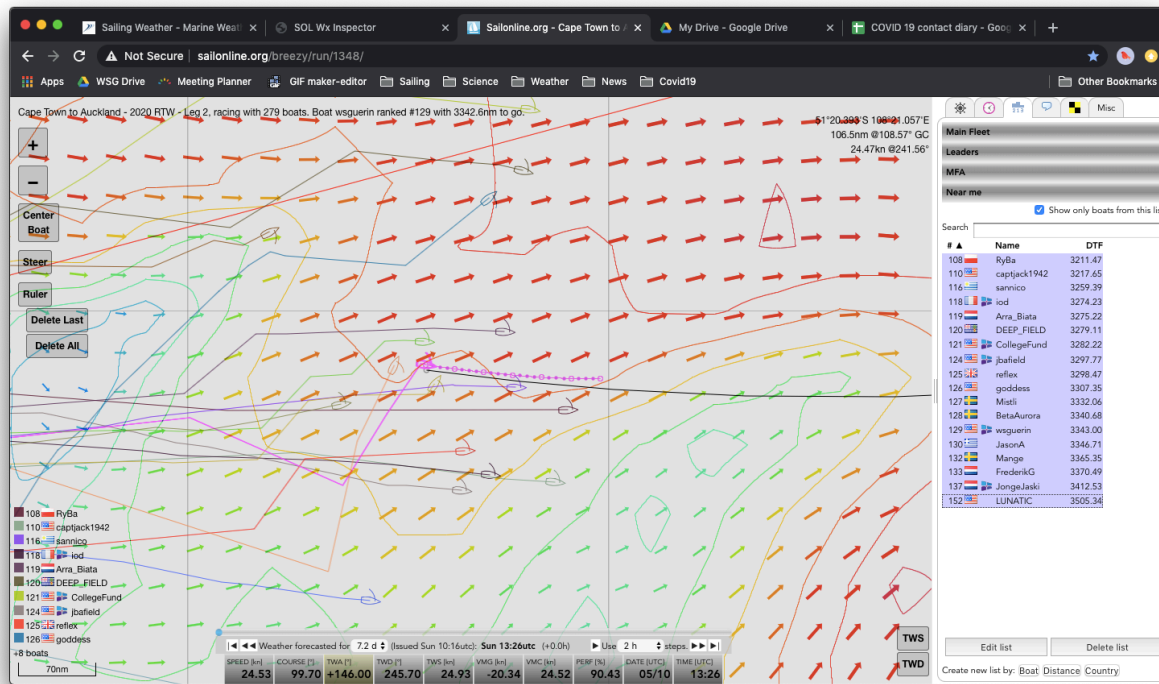 Sailing Weather - Marine Weat
SOL Wx Inspector
Sailonline.org - Cape Town to A
My Drive - Google Drive
COVID 19 contact diary - Goog
Not Secure
sailonline.org/breezy/run/1348/
Apps
WSG Drive
Meeting Planner
GIF maker-editor
Sailing
Science
Weather
News
Covid19
Other Bookmarks
Cape Town to Auckland - 2020 RTW - Leg 2, racing with 279 boats. Boat wsguerin ranked #129 with 3342.6nm to go.
51°20.393'S 108°21.057'E
106.5nm @108.57° GC
24.47kn @241.56°
+
−
Center
Boat
Steer
Ruler
Delete Last
Delete All
Misc
Main Fleet
Leaders
MFA
Near me
Show only boats from this lis
Search
# ▲ Name DTF
108 RyBa 3211.47
110 captjack1942 3217.65
116 sannico 3259.39
118 iod 3274.23
119 Arra_Biata 3275.22
120 DEEP_FIELD 3279.11
121 CollegeFund 3282.22
124 jbafield 3297.77
125 reflex 3298.47
126 goddess 3307.35
127 Mistli 3332.06
128 BetaAurora 3340.68
129 wsguerin 3343.00
130 JasonA 3346.71
132 Mange 3365.35
133 FrederikG 3370.49
137 JongeJaski 3412.53
152 LUNATIC 3505.34
108 RyBa
110 captjack1942
116 sannico
118 iod
119 Arra_Biata
120 DEEP_FIELD
121 CollegeFund
124 jbafield
125 reflex
126 goddess
+8 boats
70nm
Weather forecasted for 7.2 d (Issued Sun 10:16utc): Sun 13:26utc (+0.0h)
Use 2 h steps.
SPEED [kn] COURSE [°] TWA [°] TWD [°] TWS [kn] VMG [kn] VMC [kn] PERF [%] DATE [UTC] TIME [UTC]
24.53 99.70 +146.00 245.70 24.93 -20.34 24.52 90.43 05/10 13:26
TWS
TWD
Edit list
Delete list
Create new list by: Boat Distance Country